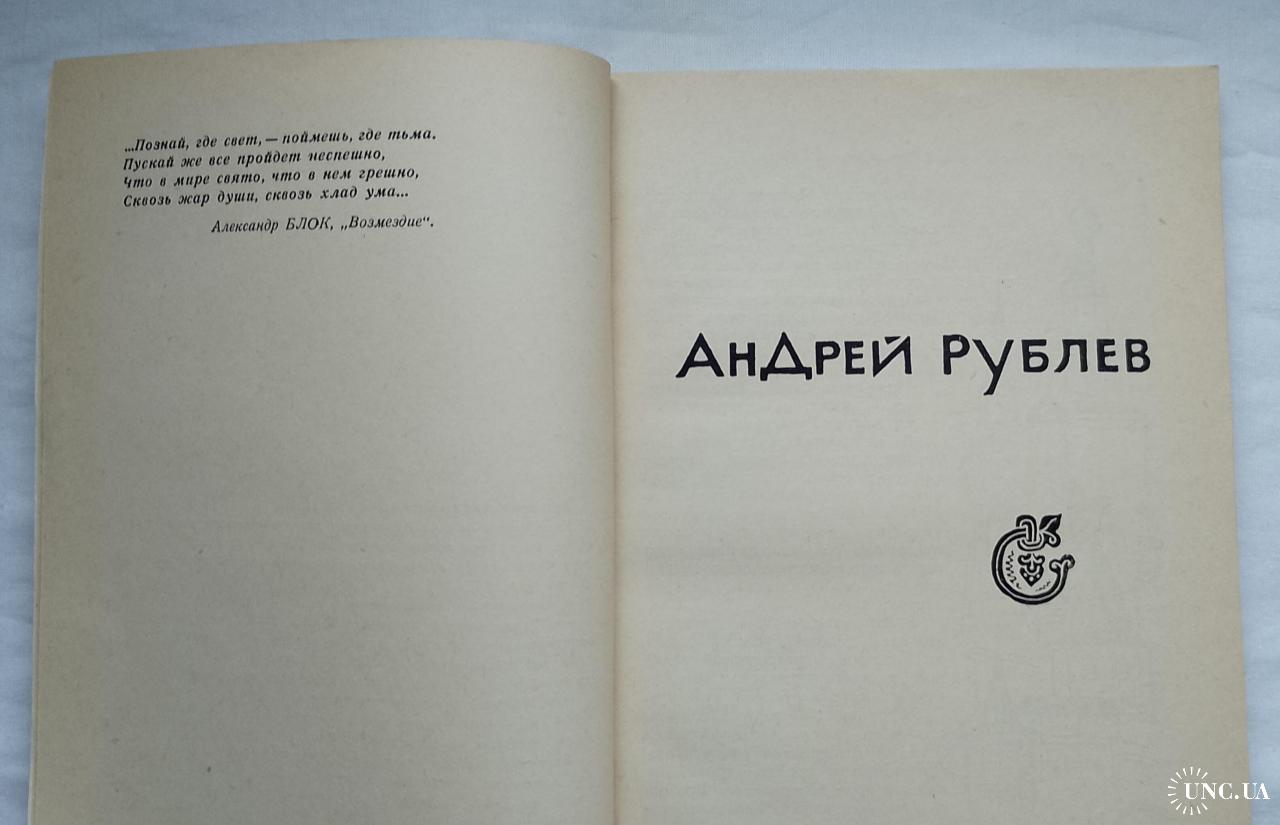 ...Познай, где свет, — поймешь, где тьма.
Пускай же все пройдет неспешно,
Что в мире свято, что в нем грешно,
Сквозь жар души, сквозь хлад ума...
Александр БЛОК, „Возмездие“.
АНДРЕЙ РУБЛЕВ
UNC.UA